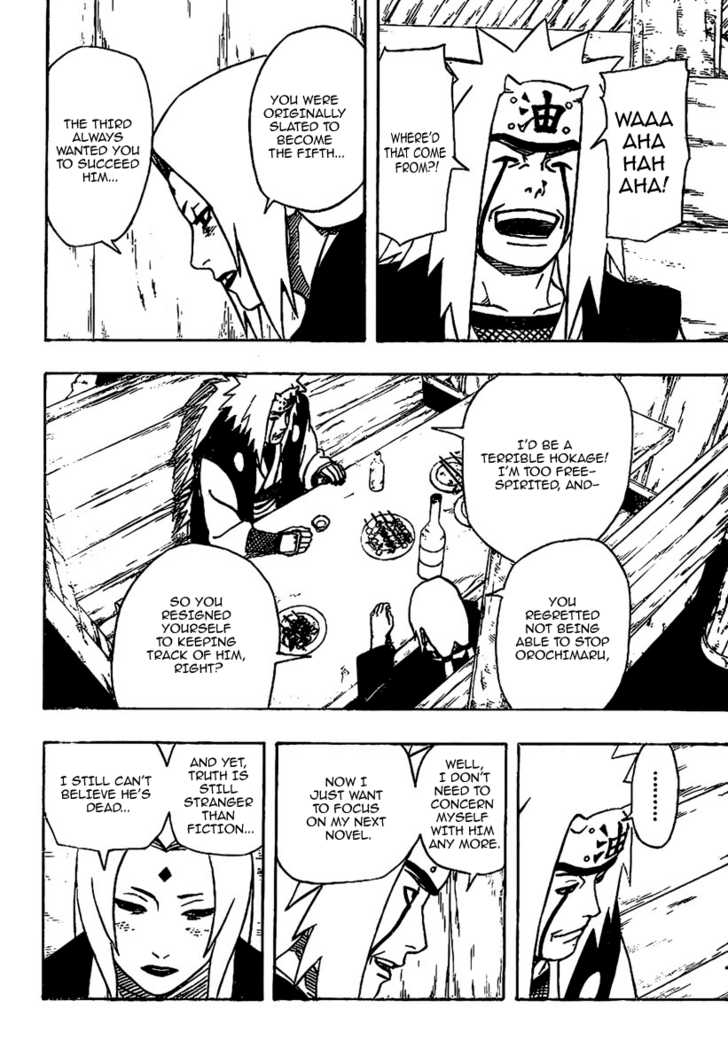 WAAA
AHA
HAH
AHA!
油
WHERE'D
THAT COME
FROM?!
YOU WERE
ORIGINALLY
SLATED TO
BECOME
THE FIFTH...
THE THIRD
ALWAYS
WANTED YOU
TO SUCCEED
HIM...
I'D BE A
TERRIBLE HOKAGE!
I'M TOO FREE-
SPIRITED, AND-
YOU
REGRETTED
NOT BEING
ABLE TO STOP
OROCHIMARU,
SO YOU
RESIGNED
YOURSELF
TO KEEPING
TRACK OF HIM,
RIGHT?
.........
油
WELL,
I DON'T
NEED TO
CONCERN
MYSELF
WITH HIM
ANY MORE.
NOW I
JUST WANT
TO FOCUS
ON MY NEXT
NOVEL.
AND YET,
TRUTH IS
STILL
STRANGER
THAN
FICTION...
I STILL CAN'T
BELIEVE HE'S
DEAD...